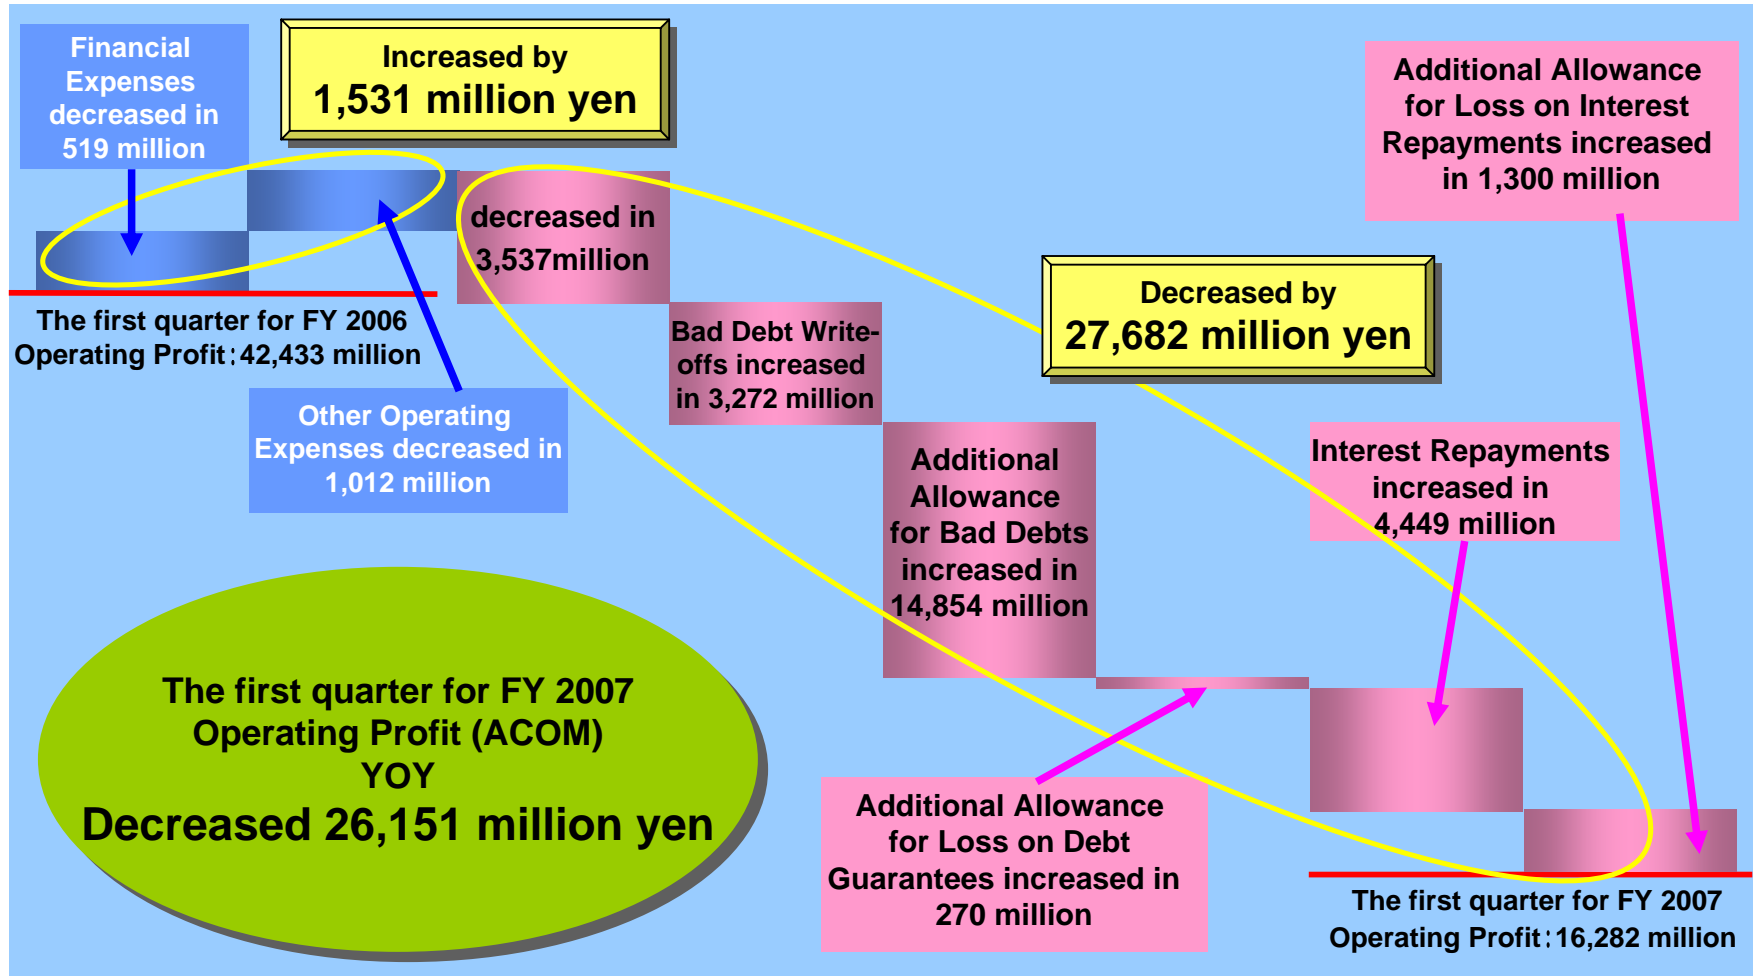 Financial
Expenses
decreased in
519 million
Increased by
1,531 million yen
Additional Allowance
for Loss on Interest
Repayments increased
in 1,300 million
decreased in
3,537million
The first quarter for FY 2006
Operating Profit:42,433 million
Bad Debt Write-
offs increased
in 3,272 million
Decreased by
27,682 million yen
Other Operating
Expenses decreased in
1,012 million
Additional
Allowance
for Bad Debts
increased in
14,854 million
Interest Repayments
increased in
4,449 million
The first quarter for FY 2007
Operating Profit (ACOM)
YOY
Decreased 26,151 million yen
Additional Allowance
for Loss on Debt
Guarantees increased in
270 million
The first quarter for FY 2007
Operating Profit:16,282 million